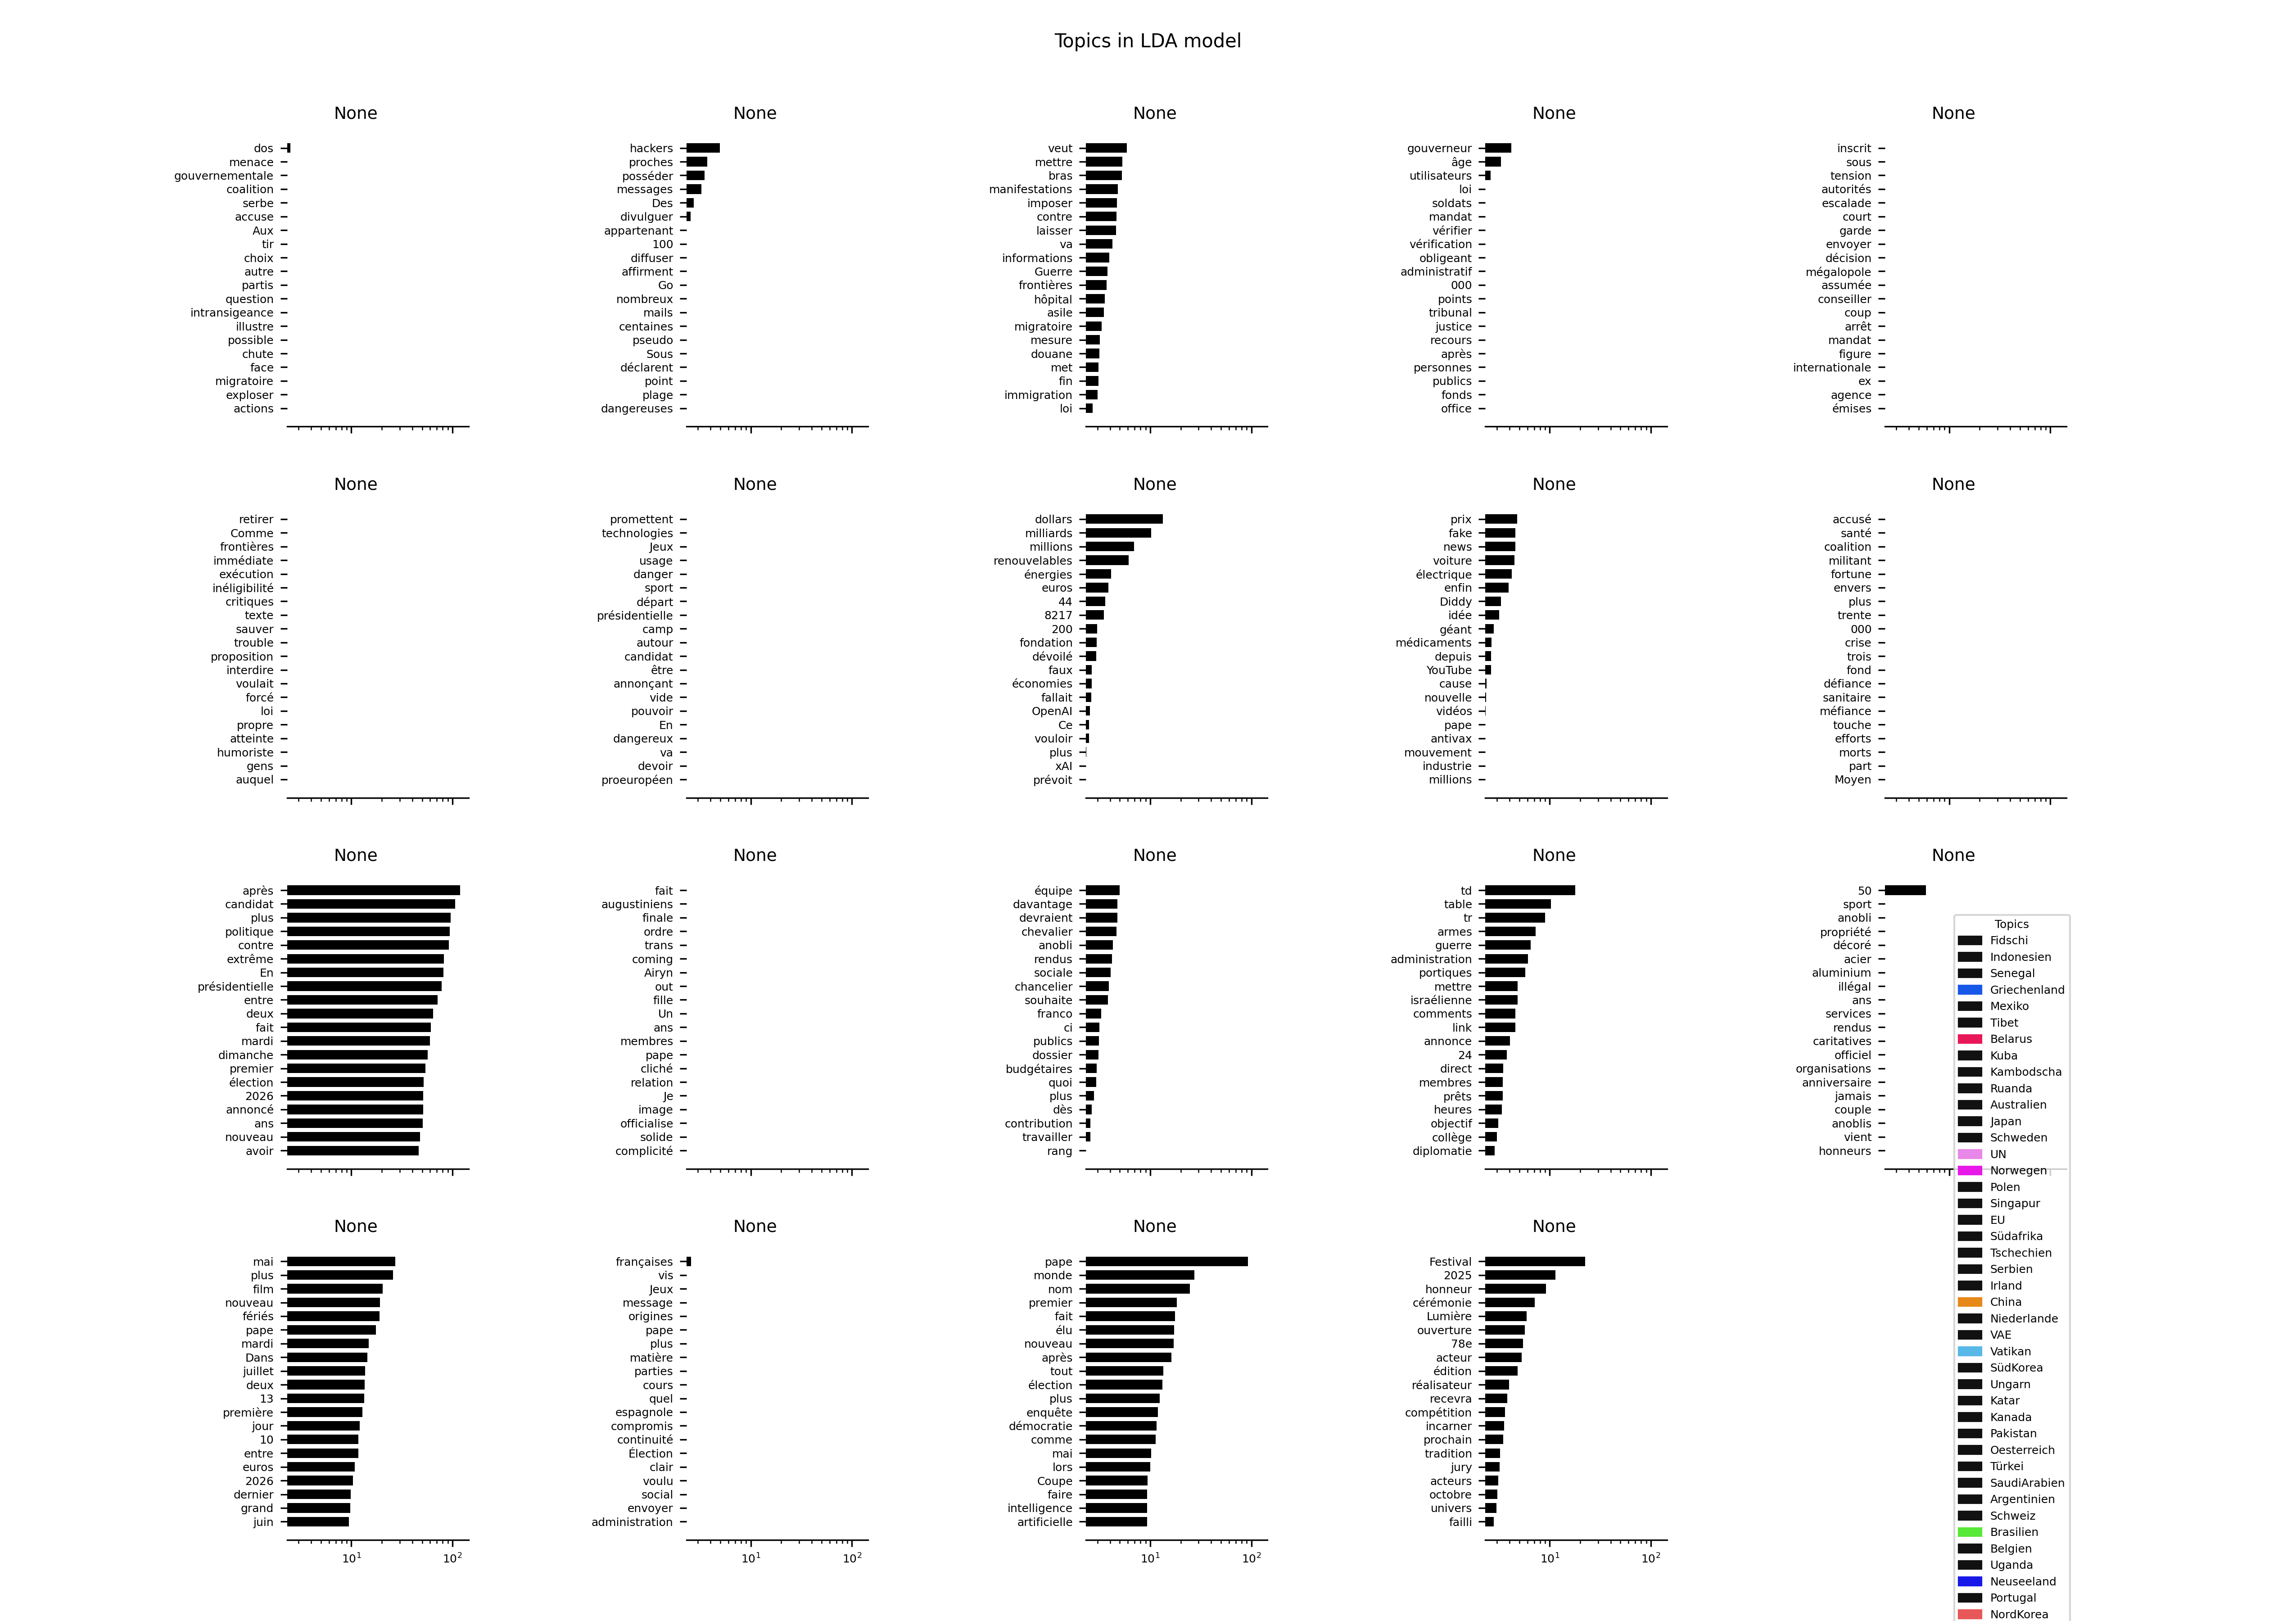 Topics in LDA model
None
dos
menace
gouvernementale
coalition
serbe
accuse
Aux
tir
choix
autre
partis
question
intransigeance
illustre
possible
chute
face
migratoire
exploser
actions
None
hackers
proches
posséder
messages
Des
divulguer
appartenant
100
diffuser
affirment
Go
nombreux
mails
centaines
pseudo
Sous
déclarent
point
plage
dangereuses
None
veut
mettre
bras
manifestations
imposer
contre
laisser
va
informations
Guerre
frontières
hôpital
asile
migratoire
mesure
douane
met
fin
immigration
loi
None
gouverneur
âge
utilisateurs
loi
soldats
mandat
vérifier
vérification
obligeant
administratif
000
points
tribunal
justice
recours
après
personnes
publics
fonds
office
None
inscrit
sous
tension
autorités
escalade
court
garde
envoyer
décision
mégalopole
assumée
conseiller
coup
arrêt
mandat
figure
internationale
ex
agence
émises
None
retirer
Comme
frontières
immédiate
exécution
inéligibilité
critiques
texte
sauver
trouble
proposition
interdire
voulait
forcé
loi
propre
atteinte
humoriste
gens
auquel
None
promettent
technologies
Jeux
usage
danger
sport
départ
présidentielle
camp
autour
candidat
être
annonçant
vide
pouvoir
En
dangereux
va
devoir
proeuropéen
None
dollars
milliards
millions
renouvelables
énergies
euros
44
8217
200
fondation
dévoilé
faux
économies
fallait
OpenAI
Ce
vouloir
plus
xAI
prévoit
None
prix
fake
news
voiture
électrique
enfin
Diddy
idée
géant
médicaments
depuis
YouTube
cause
nouvelle
vidéos
pape
antivax
mouvement
industrie
millions
None
accusé
santé
coalition
militant
fortune
envers
plus
trente
000
crise
trois
fond
défiance
sanitaire
méfiance
touche
efforts
morts
part
Moyen
None
après
candidat
plus
politique
contre
extrême
En
présidentielle
entre
deux
fait
mardi
dimanche
premier
élection
2026
annoncé
ans
nouveau
avoir
None
fait
augustiniens
finale
ordre
trans
coming
Airyn
out
fille
Un
ans
membres
pape
cliché
relation
Je
image
officialise
solide
complicité
None
équipe
davantage
devraient
chevalier
anobli
rendus
sociale
chancelier
souhaite
franco
ci
publics
dossier
budgétaires
quoi
plus
dès
contribution
travailler
rang
None
td
table
tr
armes
guerre
administration
portiques
mettre
israélienne
comments
link
annonce
24
direct
membres
prêts
heures
objectif
collège
diplomatie
None
50
sport
anobli
propriété
décoré
acier
aluminium
illégal
ans
services
rendus
caritatives
officiel
organisations
anniversaire
jamais
couple
anoblis
vient
honneurs
None
mai
plus
film
nouveau
fériés
pape
mardi
Dans
juillet
deux
13
première
jour
10
entre
euros
2026
dernier
grand
juin
10¹ 10²
None
françaises
vis
Jeux
message
origines
pape
plus
matière
parties
cours
quel
espagnole
compromis
continuité
Élection
clair
voulu
social
envoyer
administration
10¹ 10²
None
pape
monde
nom
premier
fait
élu
nouveau
après
tout
élection
plus
enquête
démocratie
comme
mai
lors
Coupe
faire
intelligence
artificielle
10¹ 10²
None
Festival
2025
honneur
cérémonie
Lumière
ouverture
78e
acteur
édition
réalisateur
recevra
compétition
incarner
prochain
tradition
jury
acteurs
octobre
univers
failli
10¹ 10²
Topics
Fidschi
Indonesien
Senegal
Griechenland
Mexiko
Tibet
Belarus
Kuba
Kambodscha
Ruanda
Australien
Japan
Schweden
UN
Norwegen
Polen
Singapur
EU
Südafrika
Tschechien
Serbien
Irland
China
Niederlande
VAE
Vatikan
SüdKorea
Ungarn
Katar
Kanada
Pakistan
Oesterreich
Türkei
SaudiArabien
Argentinien
Schweiz
Brasilien
Belgien
Uganda
Neuseeland
Portugal
NordKorea